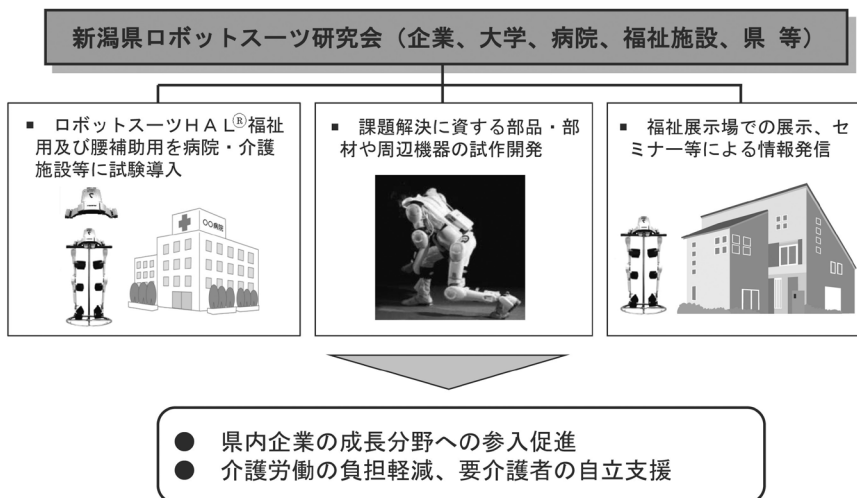 新潟県ロボットスーツ研究会（企業、大学、病院、福祉施設、県 等）
■ ロボットスーツＨＡＬ®福祉
用及び腰補助用を病院・介護
施設等に試験導入
〇〇病院
■ 課題解決に資する部品・部
材や周辺機器の試作開発
■ 福祉展示場での展示、セ
ミナー等による情報発信
● 県内企業の成長分野への参入促進
● 介護労働の負担軽減、要介護者の自立支援